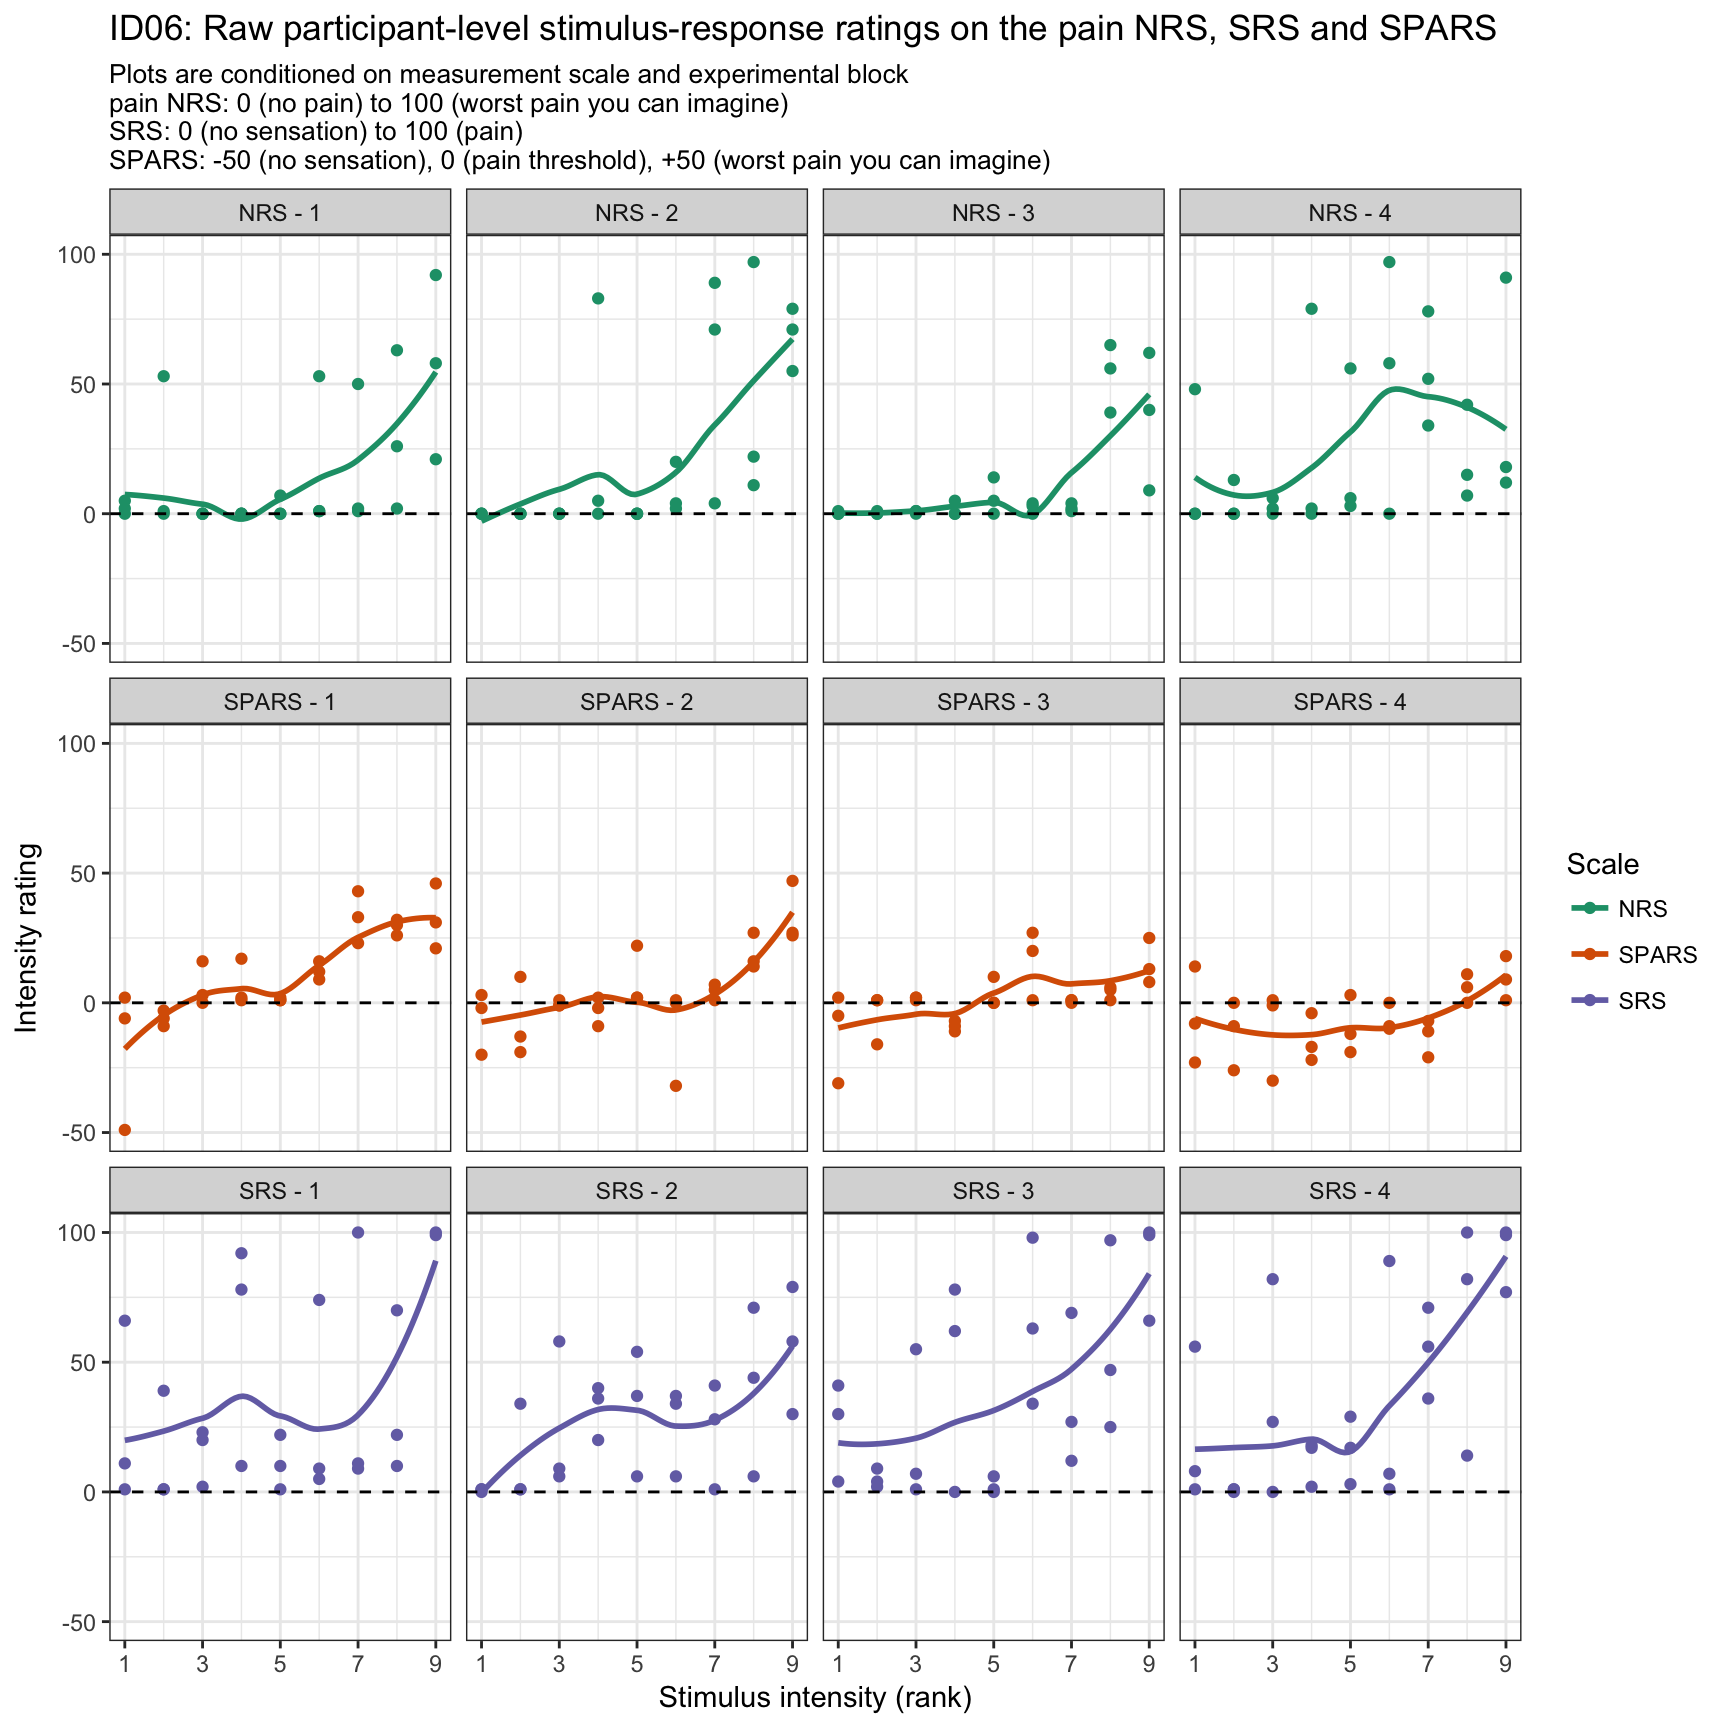 ID06: Raw participant-level stimulus-response ratings on the pain NRS, SRS and SPARS
Plots are conditioned on measurement scale and experimental block
pain NRS: 0 (no pain) to 100 (worst pain you can imagine)
SRS: 0 (no sensation) to 100 (pain)
SPARS: -50 (no sensation), 0 (pain threshold), +50 (worst pain you can imagine)
NRS - 1 NRS - 2 NRS - 3 NRS - 4
100
50
0
-50
SPARS - 1 SPARS - 2 SPARS - 3 SPARS - 4
100
50
0
-50
SRS - 1 SRS - 2 SRS - 3 SRS - 4
100
50
0
-50
1 3 5 7 9 1 3 5 7 9 1 3 5 7 9 1 3 5 7 9
Stimulus intensity (rank)
Intensity rating
Scale
NRS
SPARS
SRS